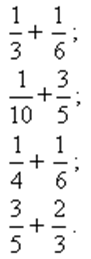 1/3 + 1/6 ;
1/10 + 3/5 ;
1/4 + 1/6 ;
3/5 + 2/3 .